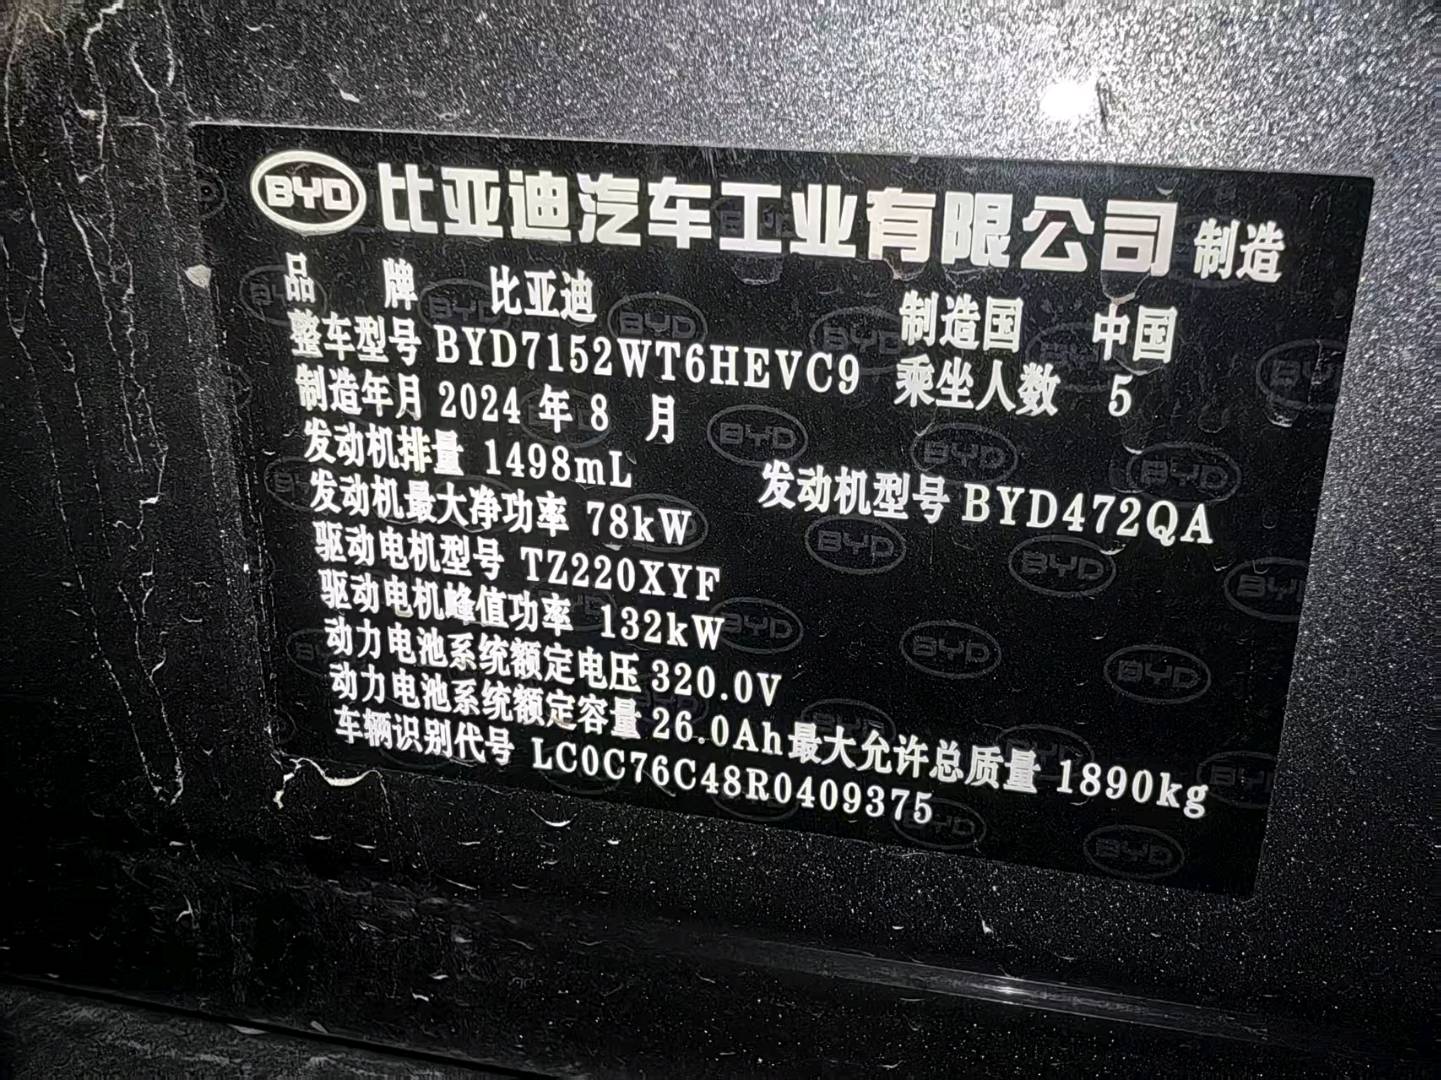 BYD 比亚迪汽车工业有限公司 制造
品 牌 比亚迪 制造国 中国
整车型号 BYD7152WT6HEVC9 乘坐人数 5
制造年月 2024 年 8 月
发动机排量 1498mL 发动机型号 BYD472QA
发动机最大净功率 78kW
驱动电机型号 TZ220XYF
驱动电机峰值功率 132kW
动力电池系统额定电压 320.0V
动力电池系统额定容量 26.0Ah 最大允许总质量 1890kg
车辆识别代号 LC0C76C48R0409375